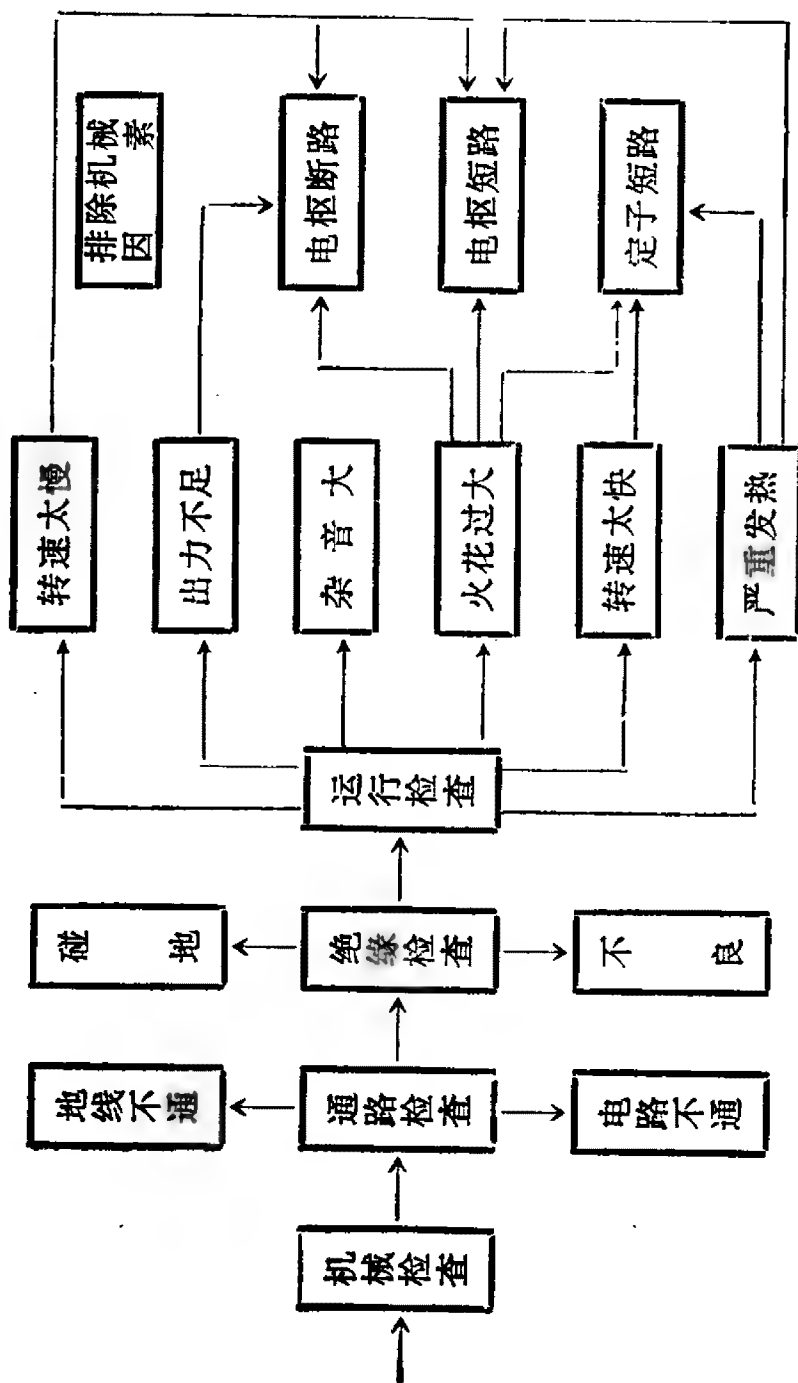 机械检查
通路检查
地线不通
电路不通
绝缘检查
碰地
不良
运行检查
转速太慢
出力不足
杂音大
火花过大
转速太快
严重发热
排除机械
因素
电枢断路
电枢短路
定子短路